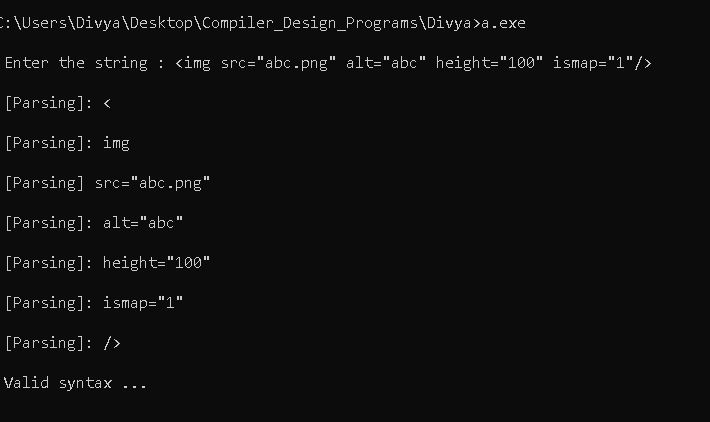 C:\Users\Divya\Desktop\Compiler_Design_Programs\Divya>a.exe
Enter the string : <img src="abc.png" alt="abc" height="100" ismap="1"/>
[Parsing]: <
[Parsing]: img
[Parsing] src="abc.png"
[Parsing]: alt="abc"
[Parsing]: height="100"
[Parsing]: ismap="1"
[Parsing]: />
Valid syntax ...